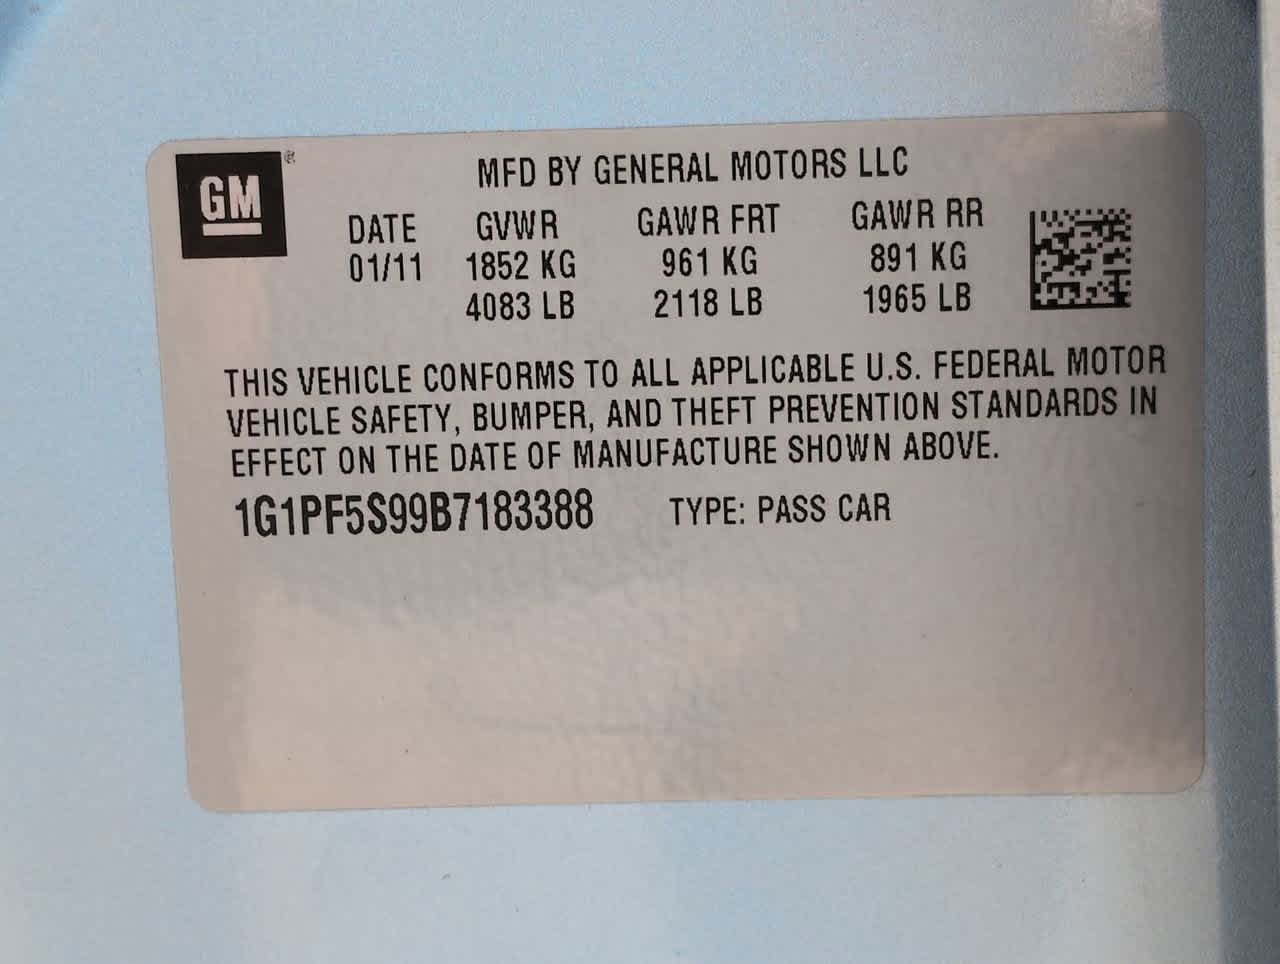 GM®
MFD BY GENERAL MOTORS LLC
DATE GVWR GAWR FRT GAWR RR
01/11 1852 KG 961 KG 891 KG
4083 LB 2118 LB 1965 LB
THIS VEHICLE CONFORMS TO ALL APPLICABLE U.S. FEDERAL MOTOR
VEHICLE SAFETY, BUMPER, AND THEFT PREVENTION STANDARDS IN
EFFECT ON THE DATE OF MANUFACTURE SHOWN ABOVE.
1G1PF5S99B7183388 TYPE: PASS CAR